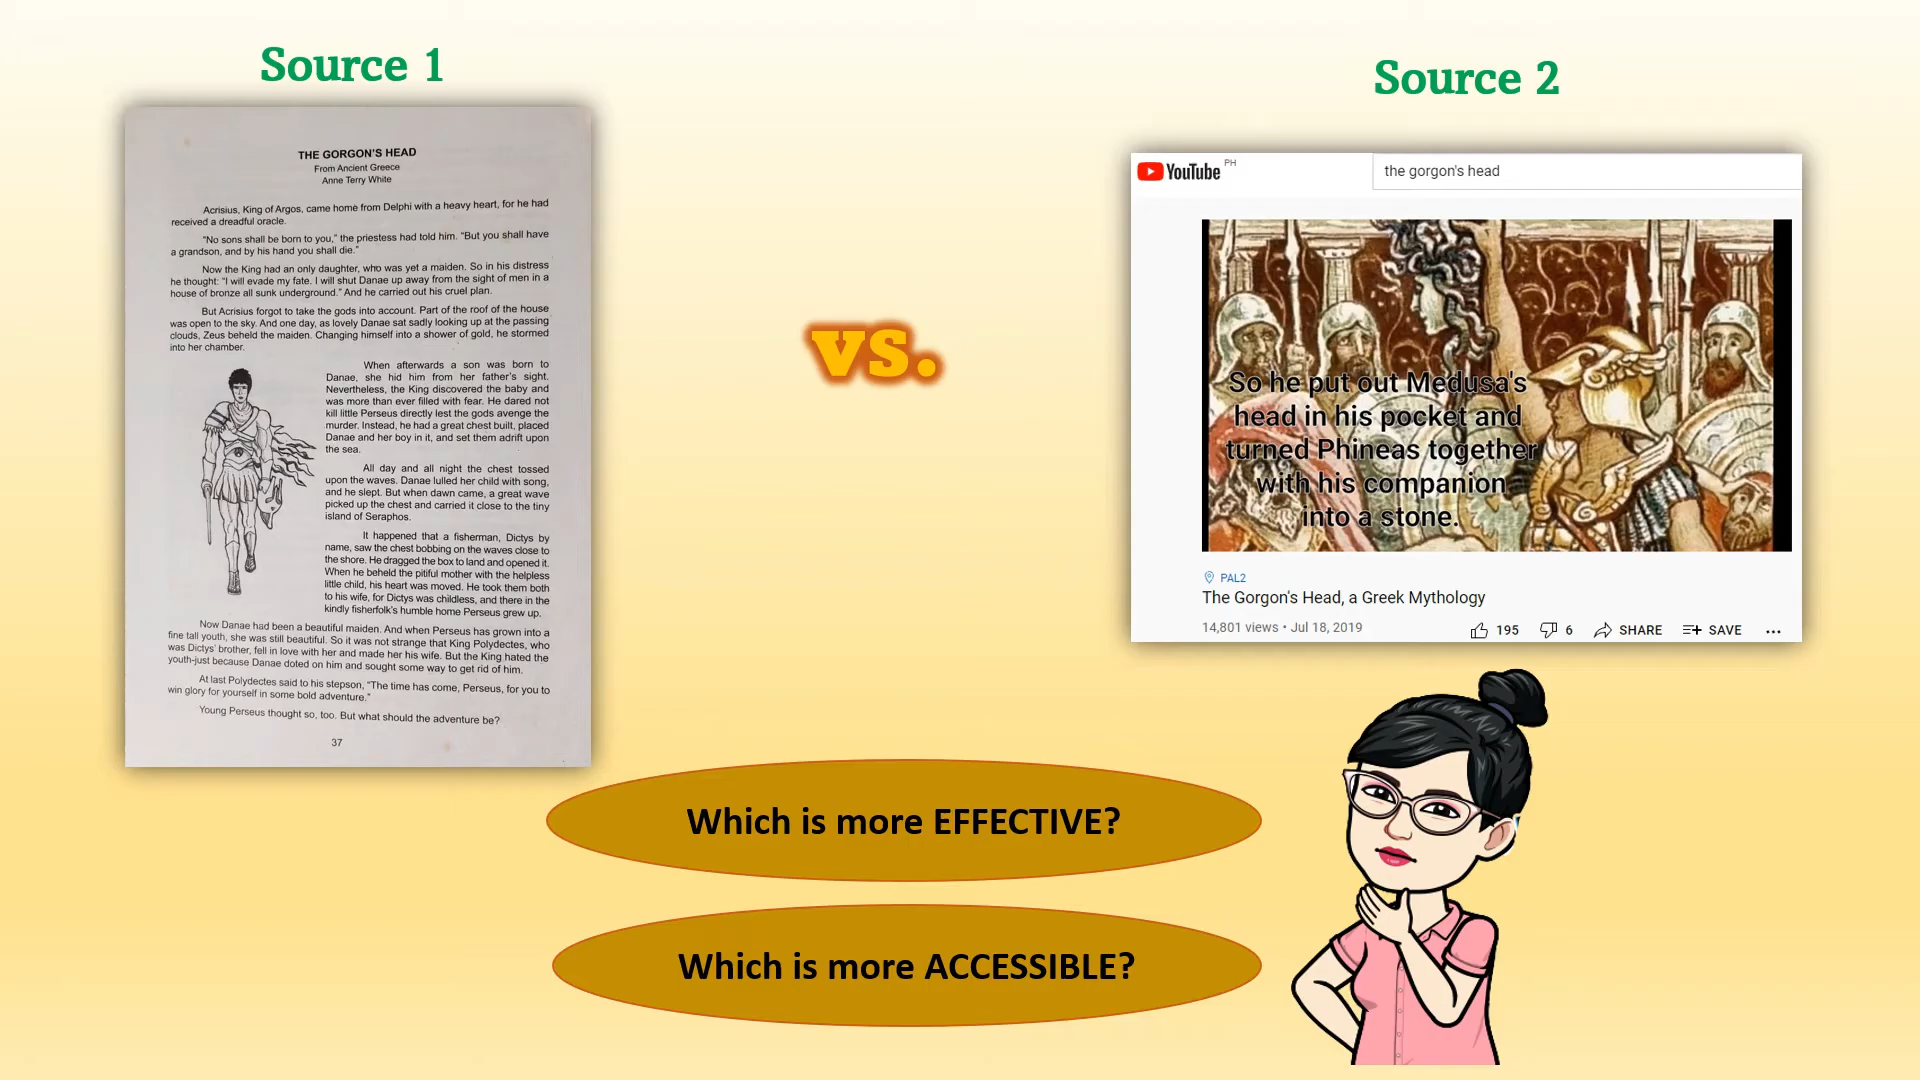 Source 1
THE GORGON'S HEAD
From Ancient Greece
Anne Terry White
Acrisius, King of Argos, came home from Delphi with a heavy heart, for he had
received a dreadful oracle.
"No sons shall be born to you," the priestess had told him. "But you shall have
a grandson, and by his hand you shall die."
Now the King had an only daughter, who was yet a maiden. So in his distress
he thought: "I will evade my fate. I will shut Danae up away from the sight of men in a
house of bronze all sunk underground." And he carried out his cruel plan.
But Acrisius forgot to take the gods into account. Part of the roof of the house
was open to the sky. And one day, as lovely Danae sat sadly looking up at the passing
clouds, Zeus beheld the maiden. Changing himself into a shower of gold, he stormed
into her chamber.
When afterwards a son was born to
Danae, she hid him from her father's sight.
Nevertheless, the King discovered the baby and
was more than ever filled with fear. He dared not
kill little Perseus directly lest the gods avenge the
murder. Instead, he had a great chest built, placed
Danae and her boy in it, and set them adrift upon
the sea.
All day and all night the chest tossed
upon the waves. Danae lulled her child with song,
and he slept. But when dawn came, a great wave
picked up the chest and carried it close to the tiny
island of Seraphos.
It happened that a fisherman, Dictys by
name, saw the chest bobbing on the waves close to
the shore. He dragged the box to land and opened it.
When he beheld the pitiful mother with the helpless
little child, his heart was moved. He took them both
to his wife, for Dictys was childless, and there in the
kindly fisherfolk's humble home Perseus grew up.
Now Danae had been a beautiful maiden. And when Perseus has grown into a
fine tall youth, she was still beautiful. So it was not strange that King Polydectes, who
was Dictys' brother, fell in love with her and made her his wife. But the King hated the
youth-just because Danae doted on him and sought some way to get rid of him.
At last Polydectes said to his stepson, "The time has come, Perseus, for you to
win glory for yourself in some bold adventure."
Young Perseus thought so, too. But what should the adventure be?
37
vs.
Source 2
YouTube PH
the gorgon's head
So he put out Medusa's
head in his pocket and
turned Phineas together
with his companion
into a stone.
PAL2
The Gorgon's Head, a Greek Mythology
14,801 views • Jul 18, 2019
195 6 SHARE SAVE ...
Which is more EFFECTIVE?
Which is more ACCESSIBLE?